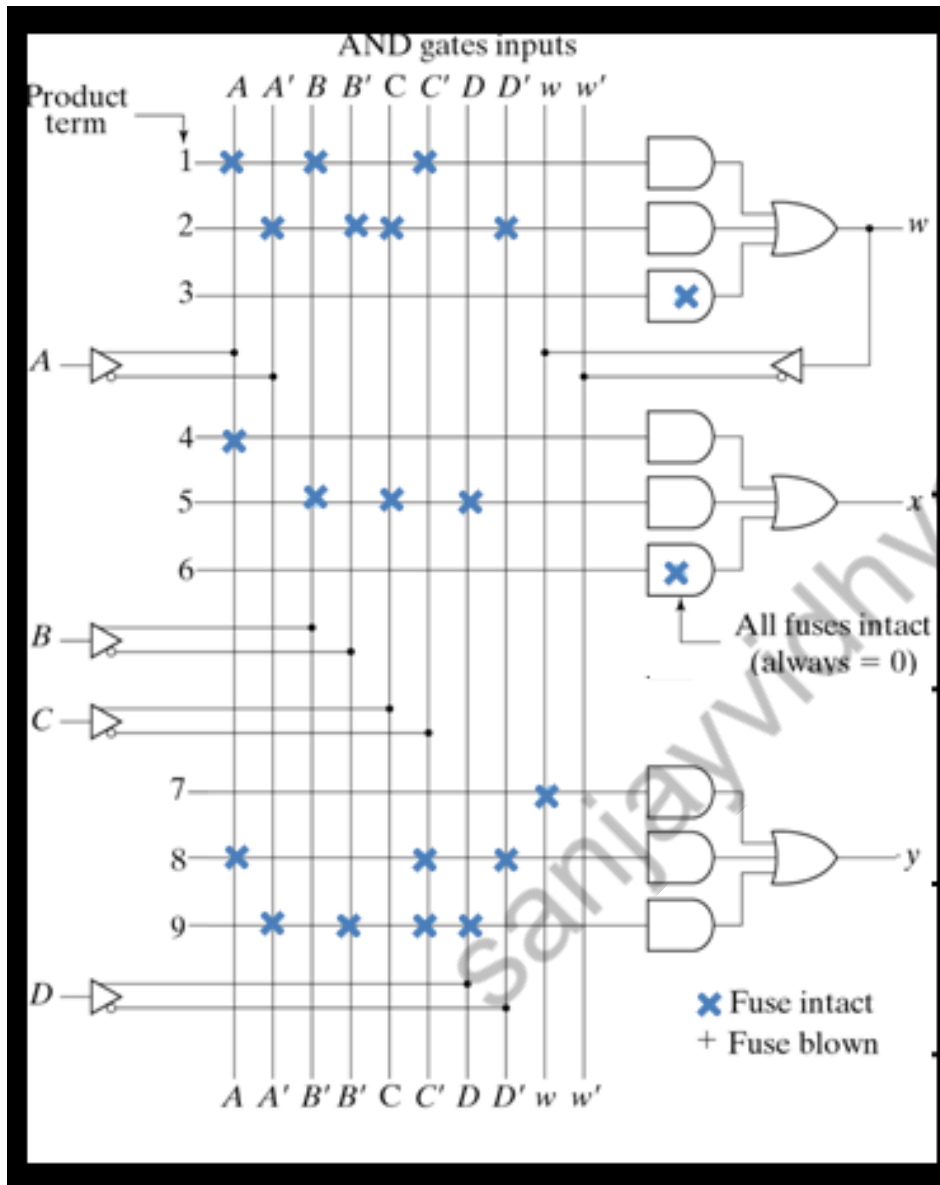 AND gates inputs
A A' B B' C C' D D' w w'
Product
term
1
2
w
3
A
4
5
x
6
B
All fuses intact
(always = 0)
C
7
8
y
9
D
Fuse intact
+ Fuse blown
A A' B' B' C C' D D' w w'
sanjayvidhy